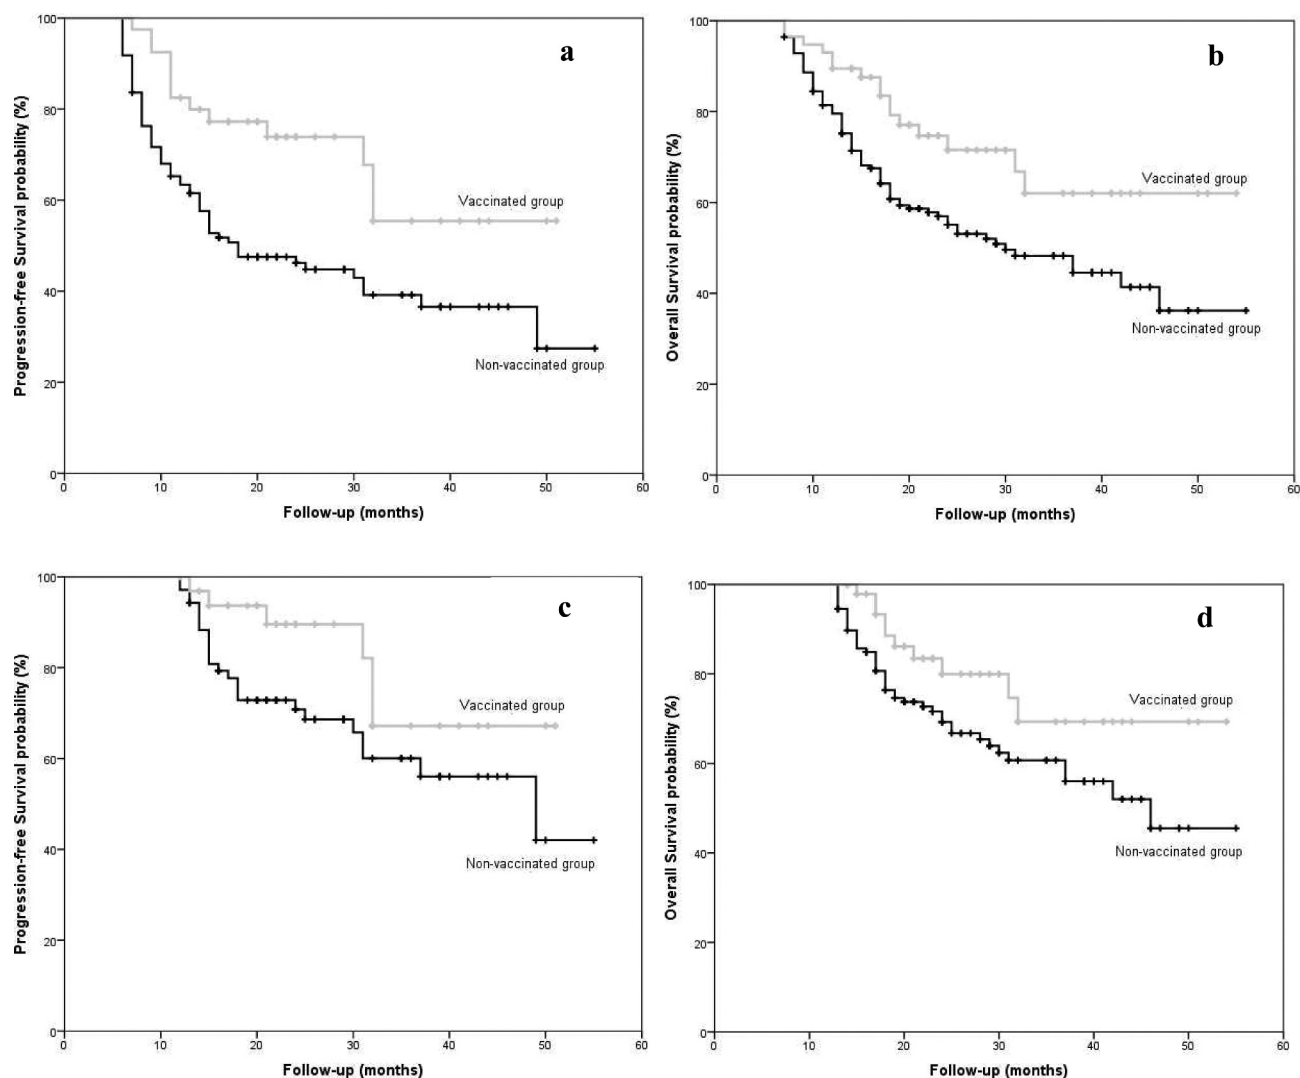 a
Progression-free Survival probability (%)
100
80
60
40
20
0
Vaccinated group
Non-vaccinated group
0 10 20 30 40 50 60
Follow-up (months)
b
Overall Survival probability (%)
100
80
60
40
20
0
Vaccinated group
Non-vaccinated group
0 10 20 30 40 50 60
Follow-up (months)
c
Progression-free Survival probability (%)
100
80
60
40
20
0
Vaccinated group
Non-vaccinated group
0 10 20 30 40 50 60
Follow-up (months)
d
Overall Survival probability (%)
100
80
60
40
20
0
Vaccinated group
Non-vaccinated group
0 10 20 30 40 50 60
Follow-up (months)